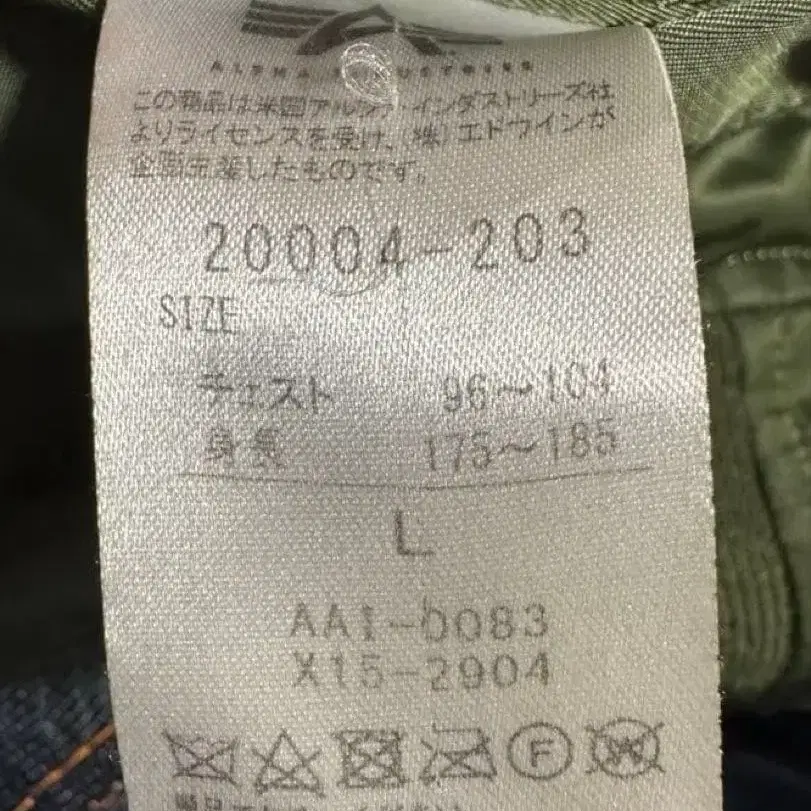 ALPHA INDUSTRIES
この商品は米国アルファ・インダストリーズ社
よりライセンスを受け、(株)エドウインが
企画生産したものです。
20004-203
SIZE
チェスト 96～104
身長 175～185
L
AA1-0083
X15-2904
F
W